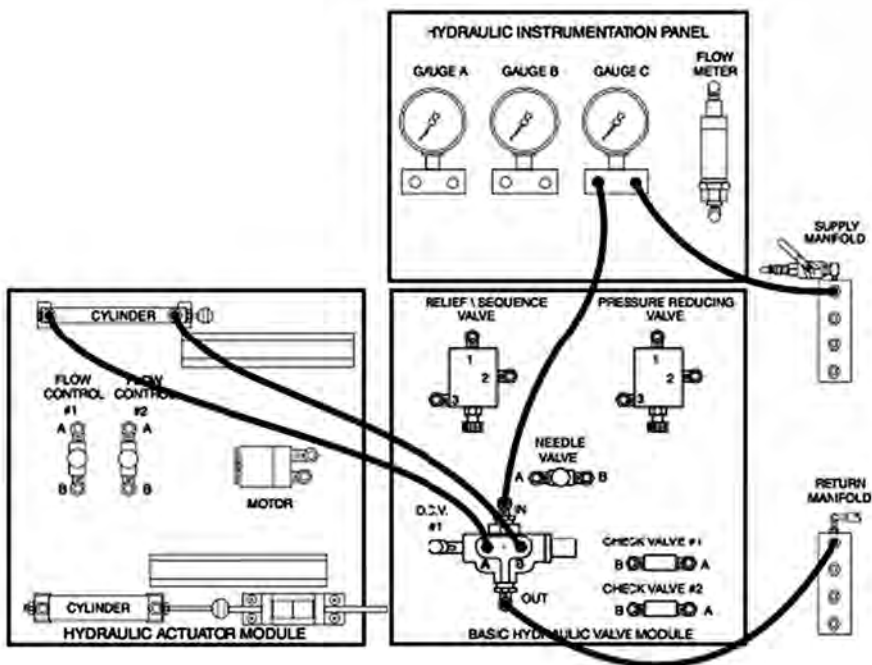 HYDRAULIC INSTRUMENTATION PANEL
GAUGE A
GAUGE B
GAUGE C
FLOW
METER
SUPPLY
MANIFOLD
CYLINDER
FLOW
CONTROL
#1
FLOW
CONTROL
#2
A
A
B
B
MOTOR
CYLINDER
HYDRAULIC ACTUATOR MODULE
RELIEF \ SEQUENCE
VALVE
1
2
3
PRESSURE REDUCING
VALVE
1
2
3
NEEDLE
VALVE
A
B
D.C.V.
#1
IN
A
B
OUT
CHECK VALVE #1
B
A
CHECK VALVE #2
B
A
BASIC HYDRAULIC VALVE MODULE
RETURN
MANIFOLD